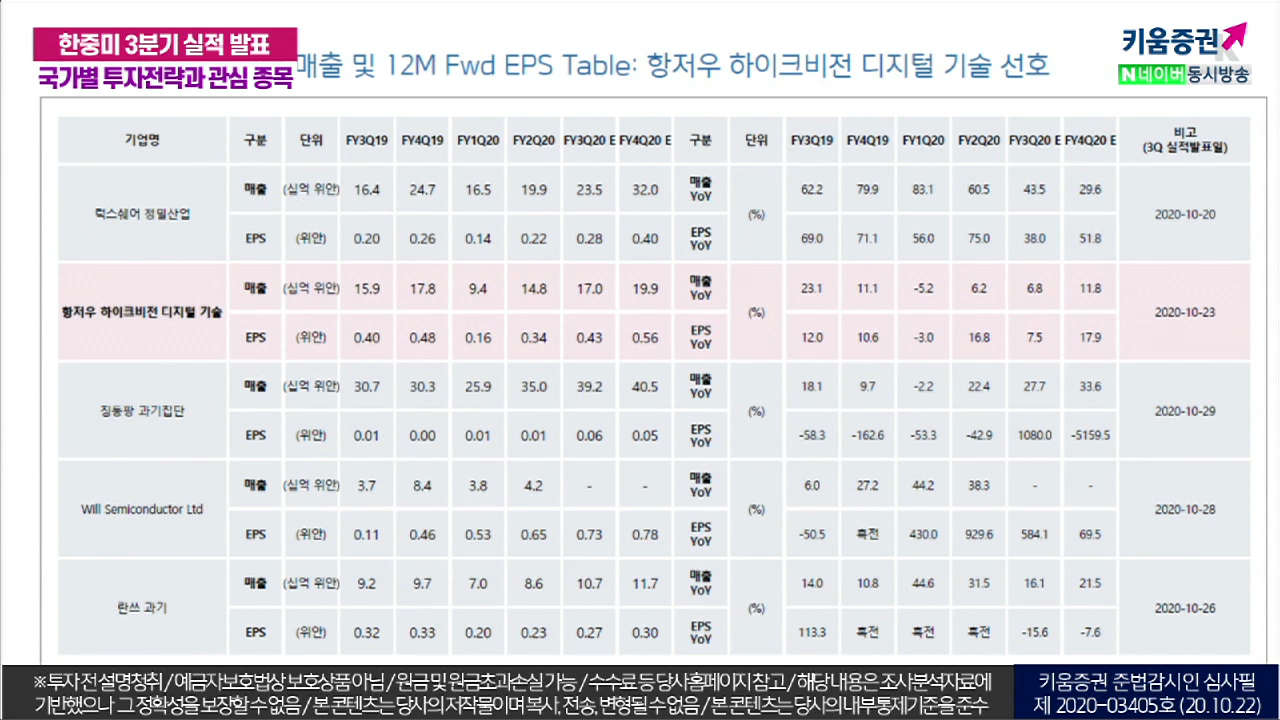 한중미 3분기 실적 발표
국가별 투자전략과 관심 종목
매출 및 12M Fwd EPS Table: 항저우 하이크비전 디지털 기술 선호
키움증권
N 네이버 동시방송
기업명 구분 단위 FY3Q19 FY4Q19 FY1Q20 FY2Q20 FY3Q20 E FY4Q20 E 구분 단위 FY3Q19 FY4Q19 FY1Q20 FY2Q20 FY3Q20 E FY4Q20 E 비고
(3Q 실적발표일)
럭스쉐어 정밀산업 매출 (십억 위안) 16.4 24.7 16.5 19.9 23.5 32.0 매출 YoY (%) 62.2 79.9 83.1 60.5 43.5 29.6 2020-10-20
EPS (위안) 0.20 0.26 0.14 0.22 0.28 0.40 EPS YoY 69.0 71.1 56.0 75.0 38.0 51.8
항저우 하이크비전 디지털 기술 매출 (십억 위안) 15.9 17.8 9.4 14.8 17.0 19.9 매출 YoY (%) 23.1 11.1 -5.2 6.2 6.8 11.8 2020-10-23
EPS (위안) 0.40 0.48 0.16 0.34 0.43 0.56 EPS YoY 12.0 10.6 -3.0 16.8 7.5 17.9
징동팡 과기집단 매출 (십억 위안) 30.7 30.3 25.9 35.0 39.2 40.5 매출 YoY (%) 18.1 9.7 -2.2 22.4 27.7 33.6 2020-10-29
EPS (위안) 0.01 0.00 0.01 0.01 0.06 0.05 EPS YoY -58.3 -162.6 -53.3 -42.9 1080.0 -5159.5
Will Semiconductor Ltd 매출 (십억 위안) 3.7 8.4 3.8 4.2 - - 매출 YoY (%) 6.0 27.2 44.2 38.3 - - 2020-10-28
EPS (위안) 0.11 0.46 0.53 0.65 0.73 0.78 EPS YoY -50.5 흑전 430.0 929.6 584.1 69.5
란쓰 과기 매출 (십억 위안) 9.2 9.7 7.0 8.6 10.7 11.7 매출 YoY (%) 14.0 10.8 44.6 31.5 16.1 21.5 2020-10-26
EPS (위안) 0.32 0.33 0.20 0.23 0.27 0.30 EPS YoY 113.3 흑전 흑전 흑전 -15.6 -7.6
※ 투자 전 설명청취 / 예금자보호법상 보호상품 아님 / 원금 및 원금초과손실 가능 / 수수료 등 당사홈페이지 참고 / 해당 내용은 조사분석자료에
기반했으나 그 정확성을 보장할 수 없음 / 본 콘텐츠는 당사의 저작물이며 복사, 전송, 변형될 수 없음 / 본 콘텐츠는 당사의 내부통제기준을 준수
키움증권 준법감시인 심사필
제 2020-03405호 (20.10.22)